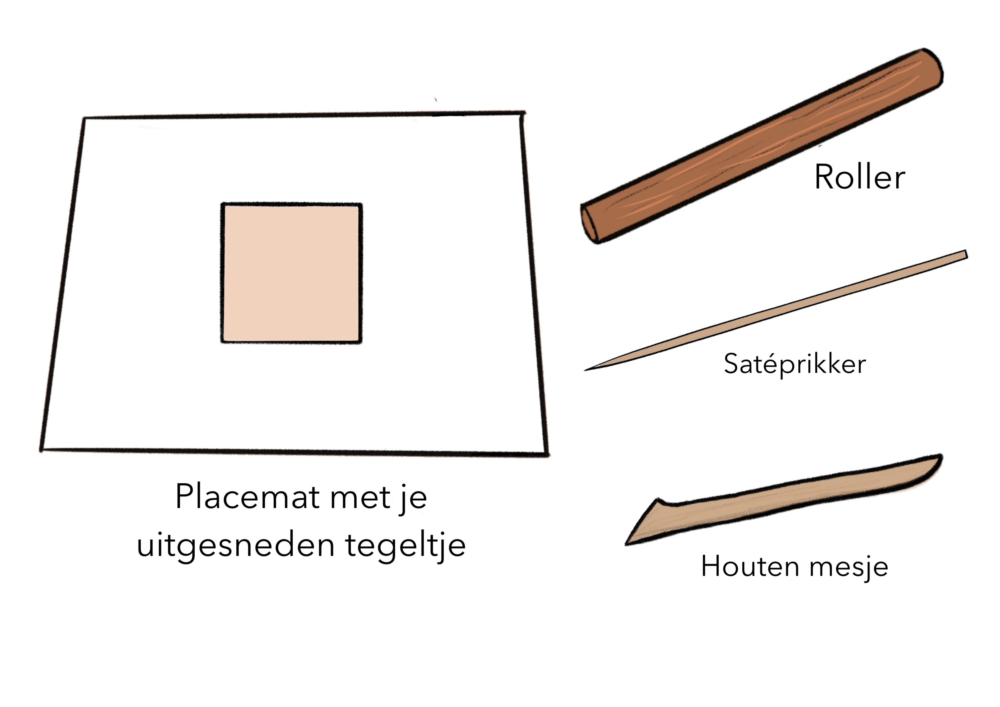 Roller
Satéprikker
Placemat met je
uitgesneden tegeltje
Houten mesje